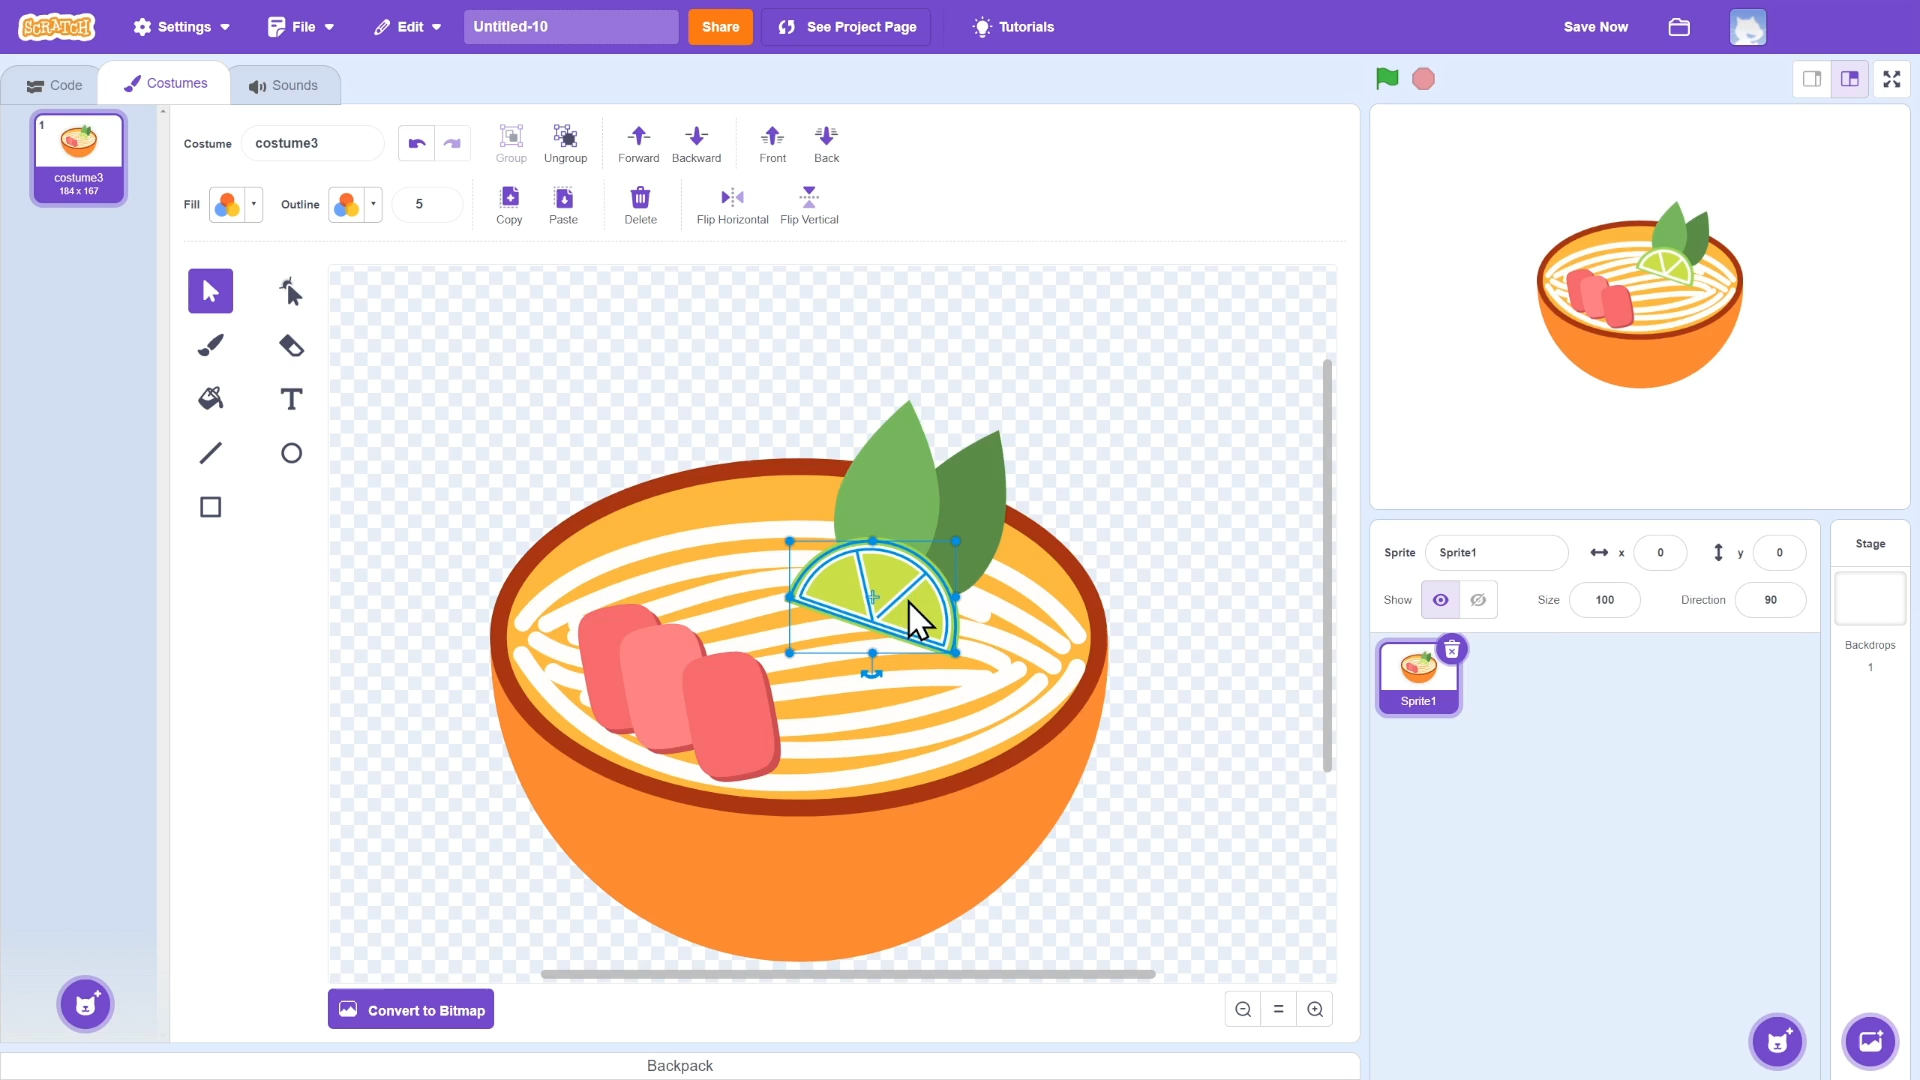 SCRATCH
Settings
File
Edit
Untitled-10
Share
See Project Page
Tutorials
Save Now
Code
Costumes
Sounds
1
costume3
184 x 167
Costume
costume3
Group
Ungroup
Forward
Backward
Front
Back
Fill
Outline
5
Copy
Paste
Delete
Flip Horizontal
Flip Vertical
T
Convert to Bitmap
=
Backpack
Sprite
Sprite1
x
0
y
0
Show
Size
100
Direction
90
Sprite1
Stage
Backdrops
1